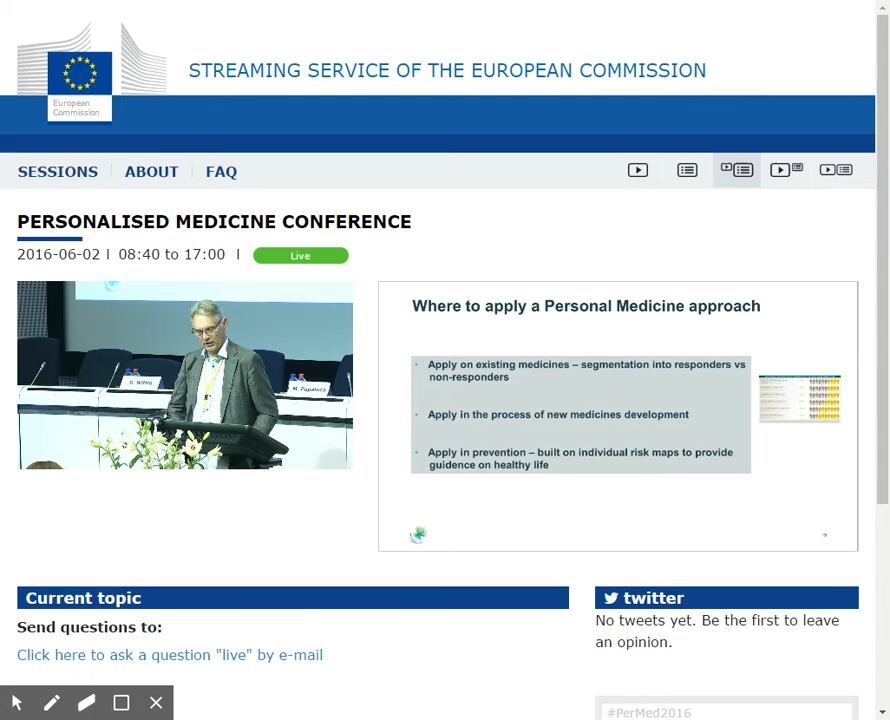 European
Commission
STREAMING SERVICE OF THE EUROPEAN COMMISSION
SESSIONS
ABOUT
FAQ
PERSONALISED MEDICINE CONFERENCE
2016-06-02 | 08:40 to 17:00 | Live
Where to apply a Personal Medicine approach
• Apply on existing medicines – segmentation into responders vs
non-responders
• Apply in the process of new medicines development
• Apply in prevention – built on individual risk maps to provide
guidence on healthy life
Current topic
Send questions to:
Click here to ask a question "live" by e-mail
twitter
No tweets yet. Be the first to leave
an opinion.
#PerMed2016